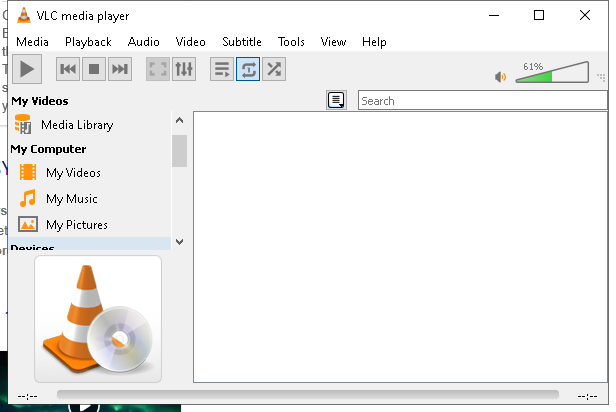 VLC media player
Media Playback Audio Video Subtitle Tools View Help
61%
My Videos
Search
Media Library
My Computer
My Videos
My Music
My Pictures
Devices
--:-- --:--